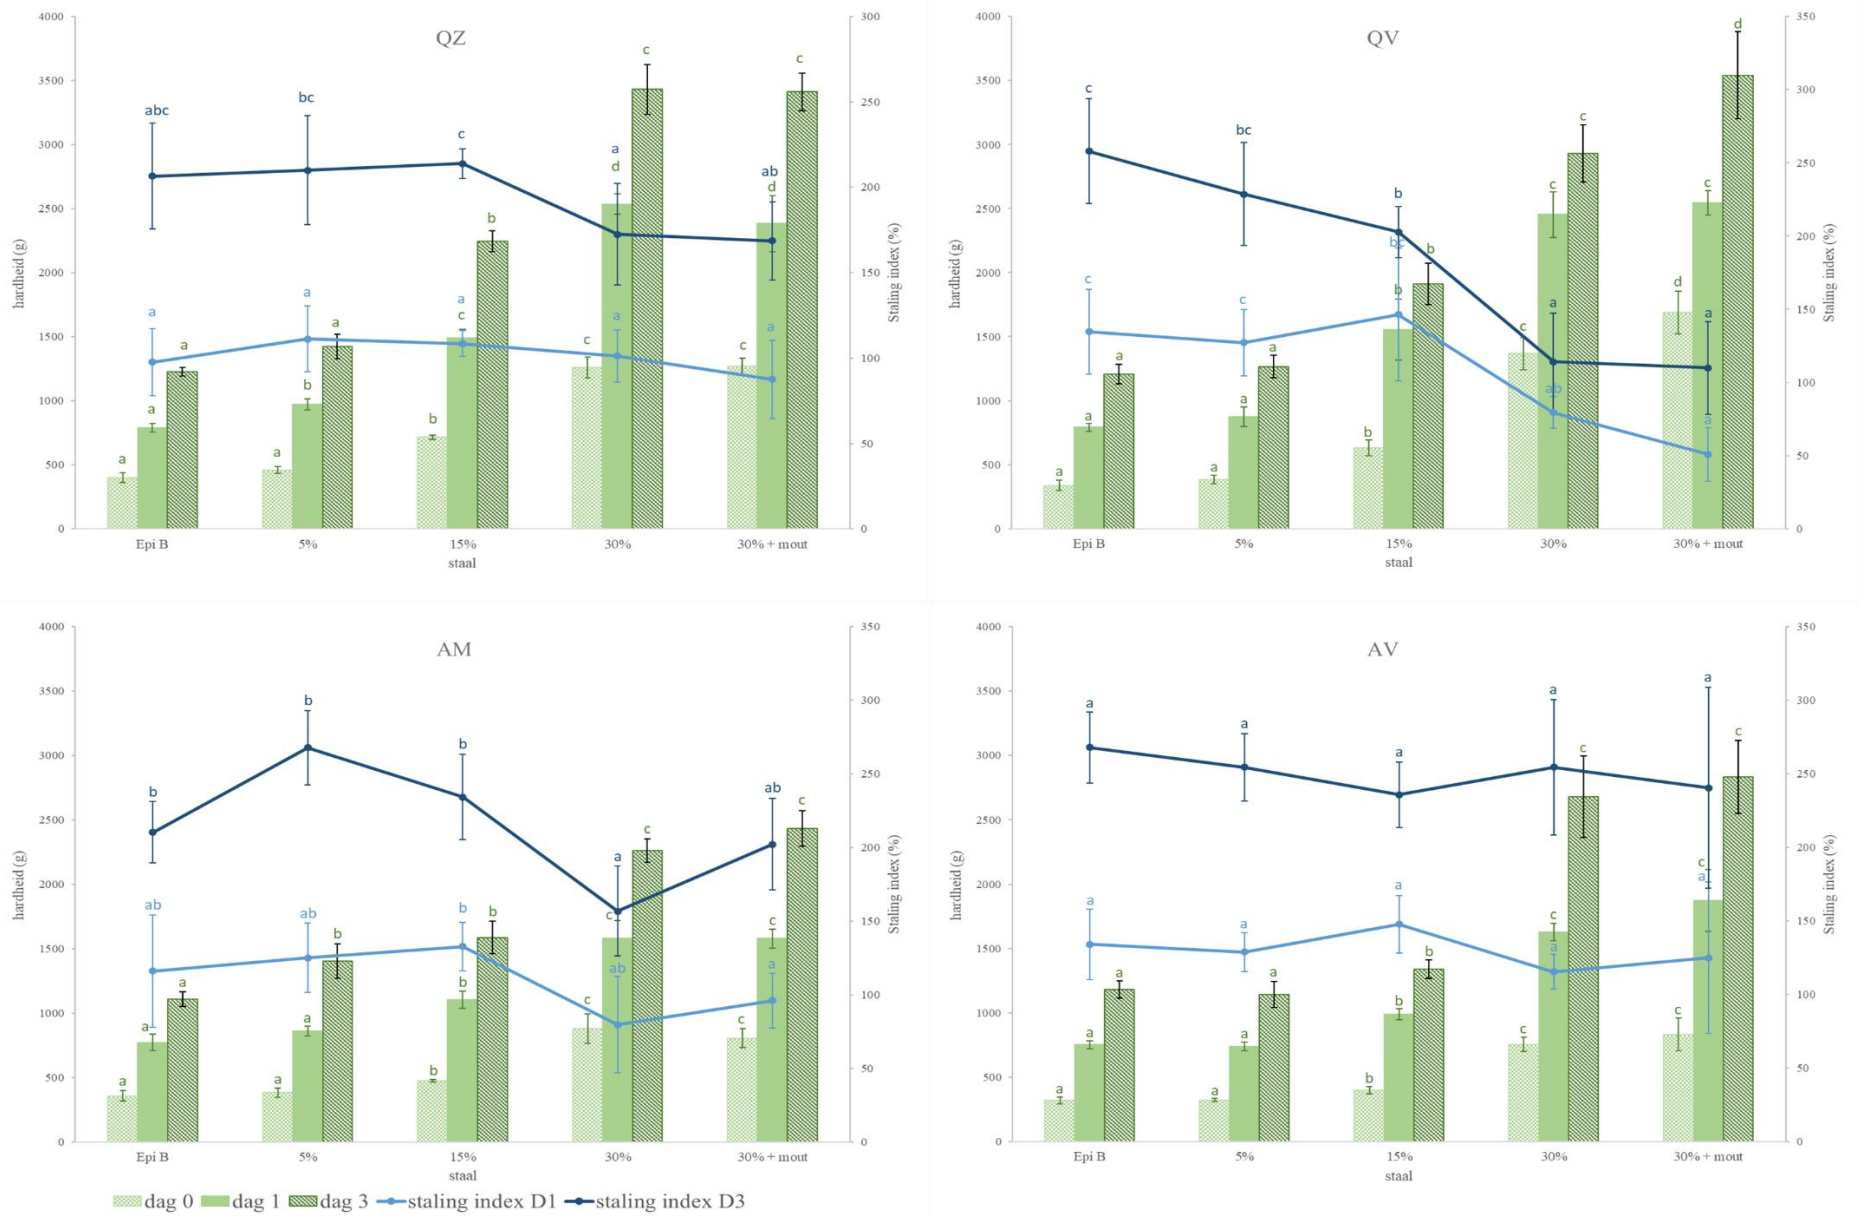 QZ
hardheid (g)
4000
3500
3000
2500
2000
1500
1000
500
0
Staling index (%)
300
250
200
150
100
50
0
abc
a
a
a
a
bc
a
a
b
a
c
a
b
c
b
c
a
d
a
c
c
ab
d
a
c
Epi B 5% 15% 30% 30% + mout
staal
QV
hardheid (g)
4000
3500
3000
2500
2000
1500
1000
500
0
Staling index (%)
350
300
250
200
150
100
50
0
c
c
a
a
a
bc
c
a
a
a
b
bc
b
b
b
c
c
a
c
ab
d
c
d
a
a
Epi B 5% 15% 30% 30% + mout
staal
AM
hardheid (g)
4000
3500
3000
2500
2000
1500
1000
500
0
Staling index (%)
350
300
250
200
150
100
50
0
b
ab
a
a
a
b
ab
b
a
a
b
b
b
b
b
c
a
c
ab
c
ab
c
c
a
c
Epi B 5% 15% 30% 30% + mout
staal
AV
hardheid (g)
4000
3500
3000
2500
2000
1500
1000
500
0
Staling index (%)
350
300
250
200
150
100
50
0
a
a
a
a
a
a
a
a
a
a
a
a
b
b
b
a
c
c
a
c
a
c
c
a
c
Epi B 5% 15% 30% 30% + mout
staal
dag 0 dag 1 dag 3 staling index D1 staling index D3